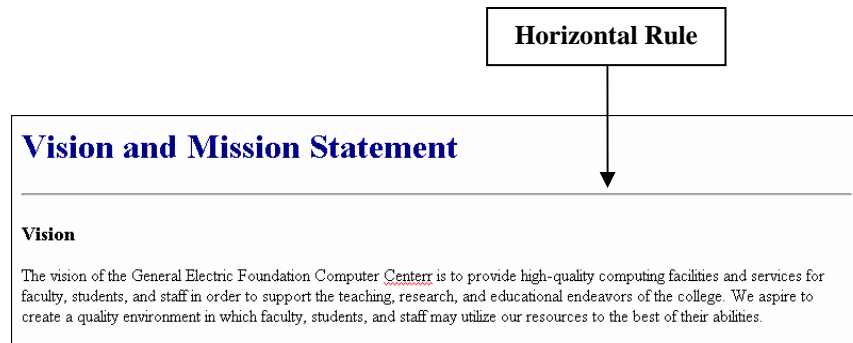 Horizontal Rule
Vision and Mission Statement
Vision
The vision of the General Electric Foundation Computer Centerr is to provide high-quality computing facilities and services for
faculty, students, and staff in order to support the teaching, research, and educational endeavors of the college. We aspire to
create a quality environment in which faculty, students, and staff may utilize our resources to the best of their abilities.